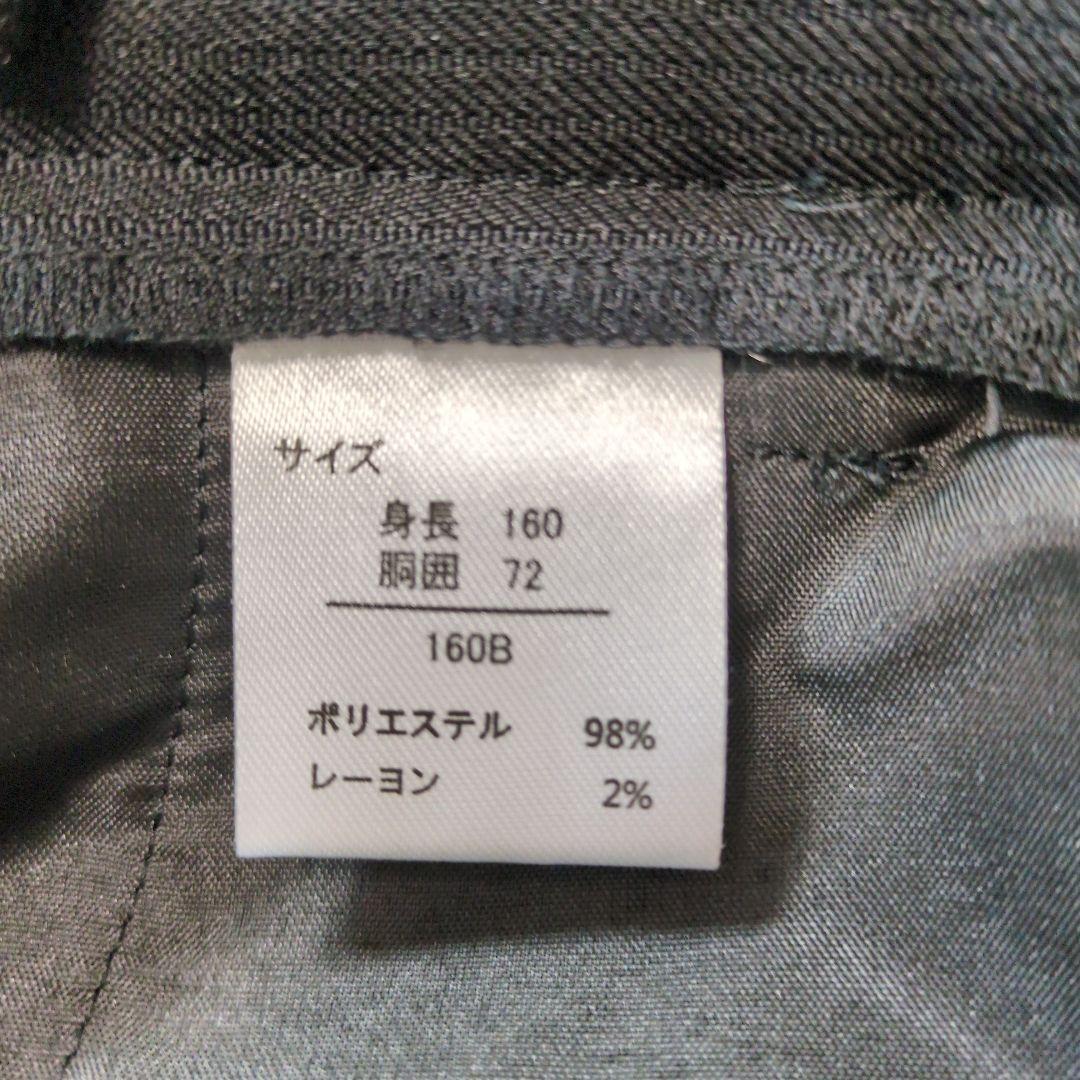 サイズ
身長 160
胴囲 72
160B
ポリエステル 98%
レーヨン 2%